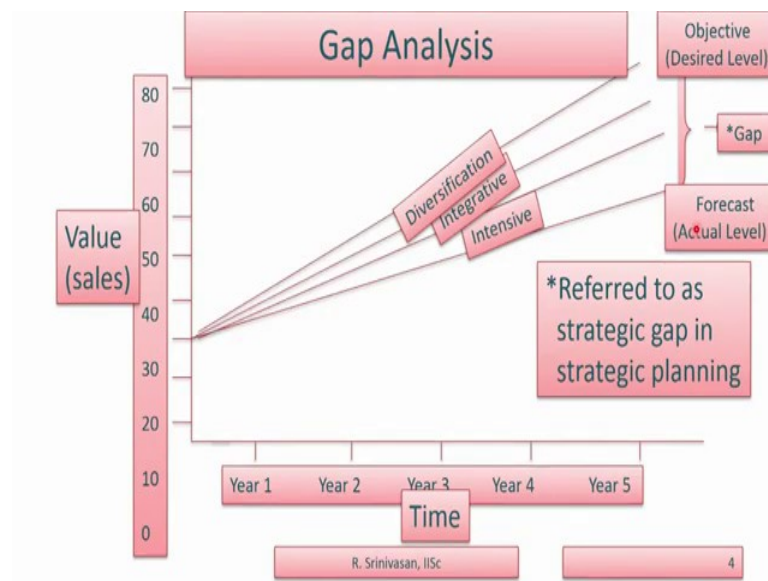 Gap Analysis
Objective
(Desired Level)
*Gap
Forecast
(Actual Level)
Diversification
Integrative
Intensive
Value
(sales)
80
70
60
50
40
30
20
10
0
*Referred to as
strategic gap in
strategic planning
Year 1 Year 2 Year 3 Year 4 Year 5
Time
R. Srinivasan, IISc
4